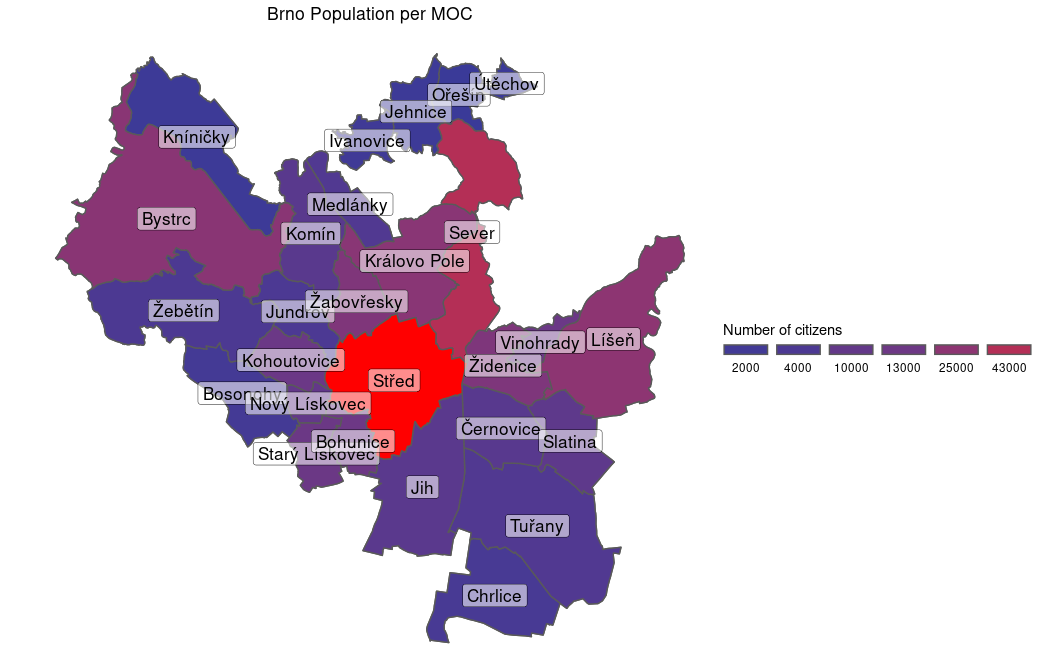 Brno Population per MOC
Útěchov
Ořešín
Jehnice
Ivanovice
Kníničky
Medlánky
Bystrc
Sever
Komín
Královo Pole
Žabovřesky
Žebětín
Jundrov
Vinohrady
Líšeň
Kohoutovice
Židenice
Střed
Bosonohy
Nový Lískovec
Černovice
Bohunice
Slatina
Starý Lískovec
Jih
Tuřany
Chrlice
Number of citizens
2000 4000 10000 13000 25000 43000